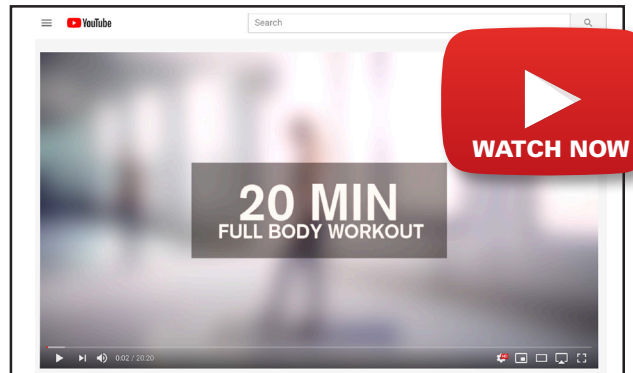 YouTube
Search
WATCH NOW
20 MIN
FULL BODY WORKOUT
0:02 / 20:20